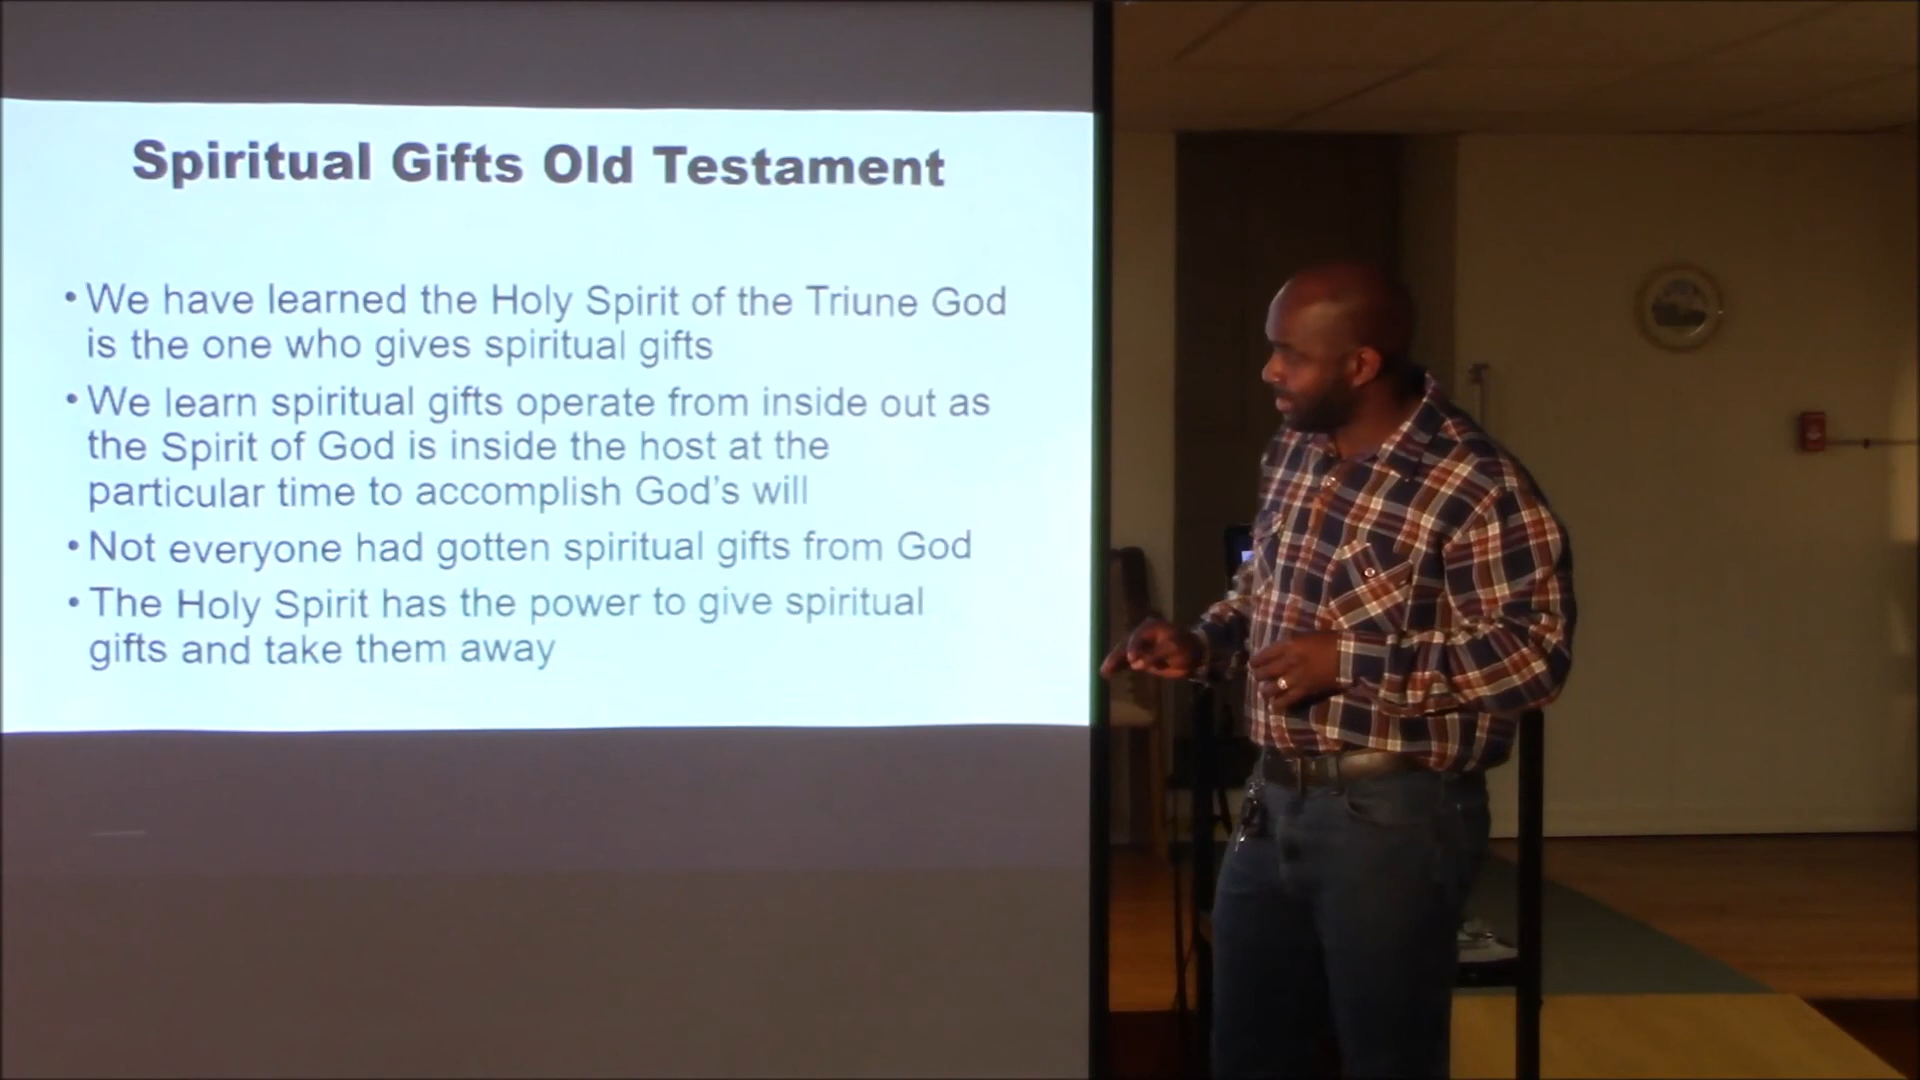 Spiritual Gifts Old Testament
• We have learned the Holy Spirit of the Triune God
is the one who gives spiritual gifts
• We learn spiritual gifts operate from inside out as
the Spirit of God is inside the host at the
particular time to accomplish God's will
• Not everyone had gotten spiritual gifts from God
• The Holy Spirit has the power to give spiritual
gifts and take them away